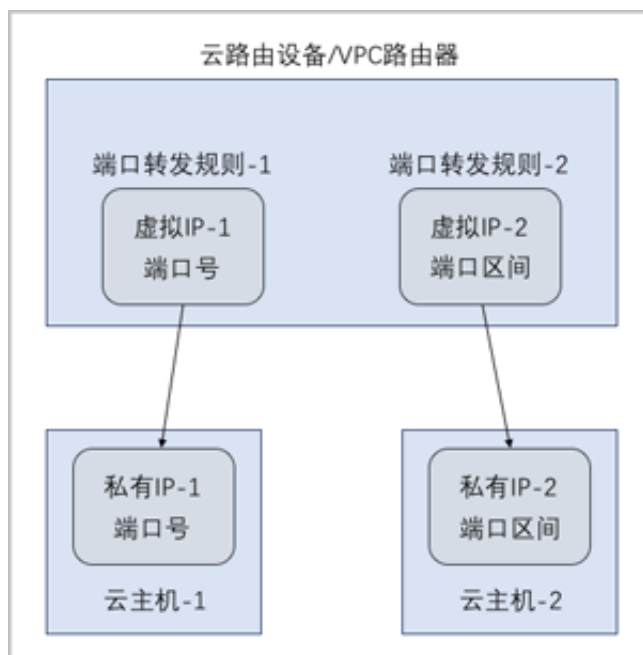 云路由设备/VPC路由器
端口转发规则-1
端口转发规则-2
虚拟IP-1
端口号
虚拟IP-2
端口区间
私有IP-1
端口号
私有IP-2
端口区间
云主机-1
云主机-2